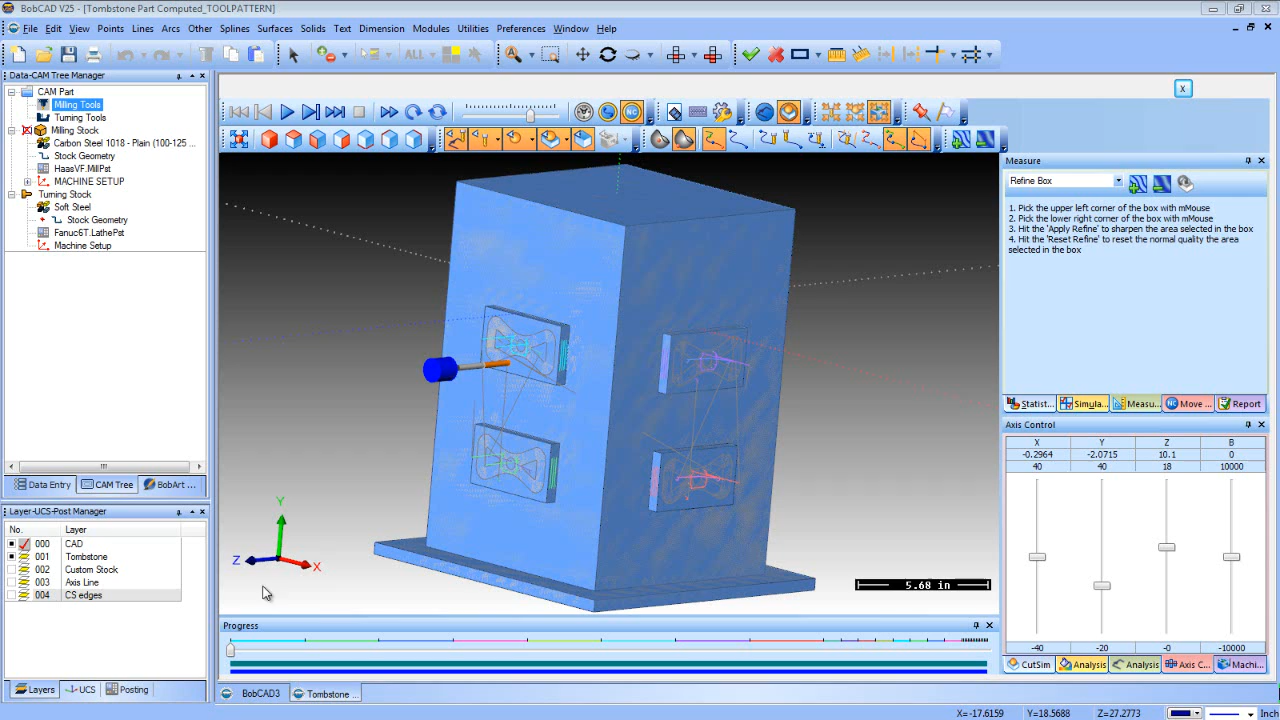 BobCAD V25 - [Tombstone Part Computed_TOOLPATTERN]
File Edit View Points Lines Arcs Other Splines Surfaces Solids Text Dimension Modules Utilities Preferences Window Help
ALL
Data-CAM Tree Manager
CAM Part
Milling Tools
Turning Tools
Milling Stock
Carbon Steel 1018 - Plain (100-125 ...
Stock Geometry
HaasVF.MillPst
MACHINE SETUP
Turning Stock
Soft Steel
Stock Geometry
Fanuc6T.LathePst
Machine Setup
Data Entry CAM Tree BobArt ...
Layer-UCS-Post Manager
No. Layer
000 CAD
001 Tombstone
002 Custom Stock
003 Axis Line
004 CS edges
Layers UCS Posting
NC
X
Y
Z
X
5.68 in
Progress
BobCAD3 Tombstone ...
Measure
Refine Box
1. Pick the upper left corner of the box with mMouse
2. Pick the lower right corner of the box with mMouse
3. Hit the 'Apply Refine' to sharpen the area selected in the box
4. Hit the 'Reset Refine' to reset the normal quality the area
selected in the box
Statist... Simula... Measu... Move ... Report
Axis Control
X Y Z B
-0.2964 -2.0715 10.1 0
40 40 18 10000
-40 -20 -0 -10000
CutSim Analysis Analysis Axis C... Machi...
X= -17.6159 Y=18.5688 Z=27.2773 Inch